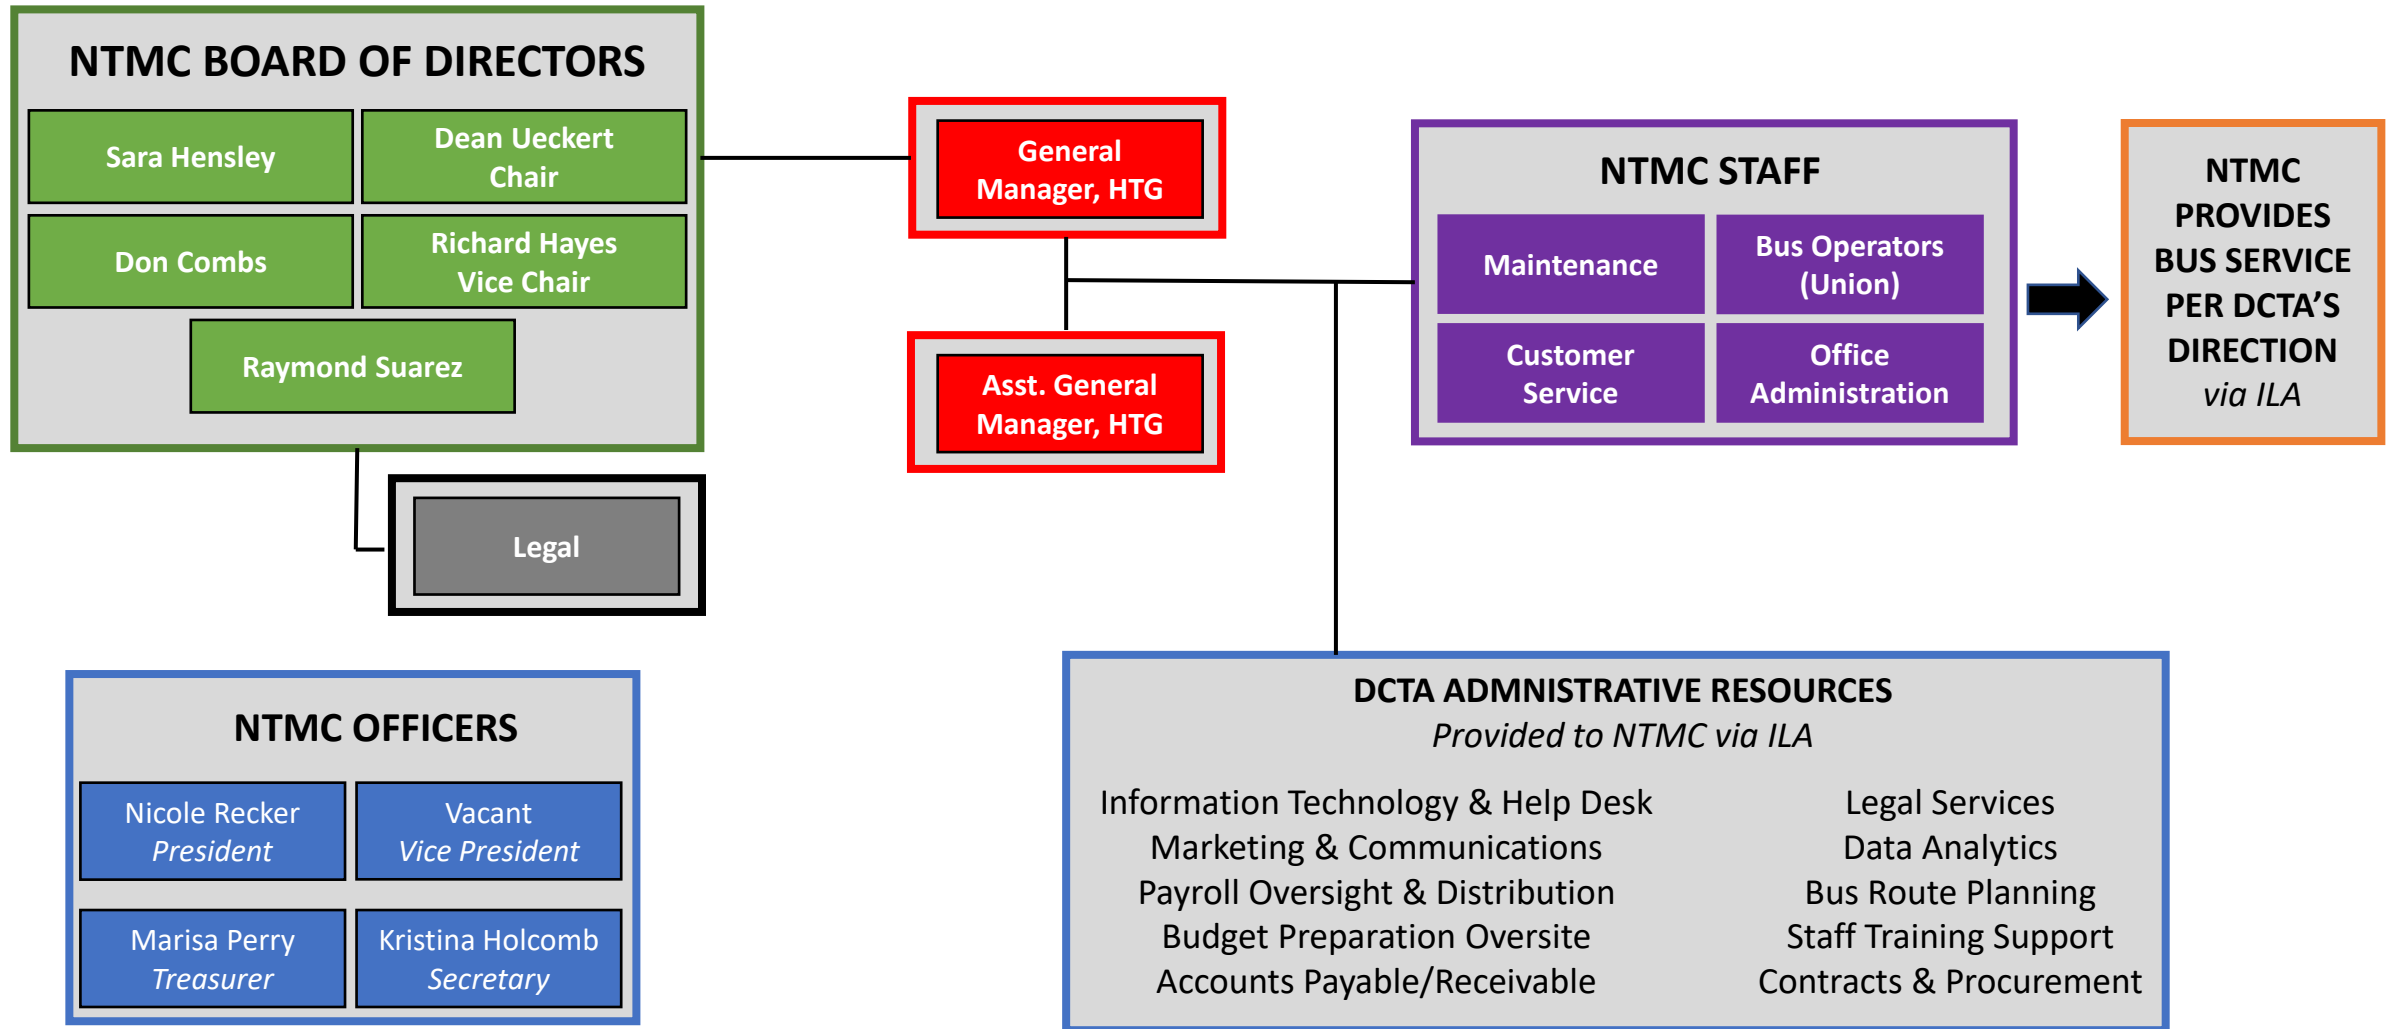 NTMC BOARD OF DIRECTORS
Sara Hensley
Dean Ueckert
Chair
Don Combs
Richard Hayes
Vice Chair
Raymond Suarez
Legal
General
Manager, HTG
Asst. General
Manager, HTG
NTMC STAFF
Maintenance
Bus Operators
(Union)
Customer
Service
Office
Administration
NTMC
PROVIDES
BUS SERVICE
PER DCTA’S
DIRECTION
via ILA
NTMC OFFICERS
Nicole Recker
President
Vacant
Vice President
Marisa Perry
Treasurer
Kristina Holcomb
Secretary
DCTA ADMNISTRATIVE RESOURCES
Provided to NTMC via ILA
Information Technology & Help Desk
Marketing & Communications
Payroll Oversight & Distribution
Budget Preparation Oversite
Accounts Payable/Receivable
Legal Services
Data Analytics
Bus Route Planning
Staff Training Support
Contracts & Procurement